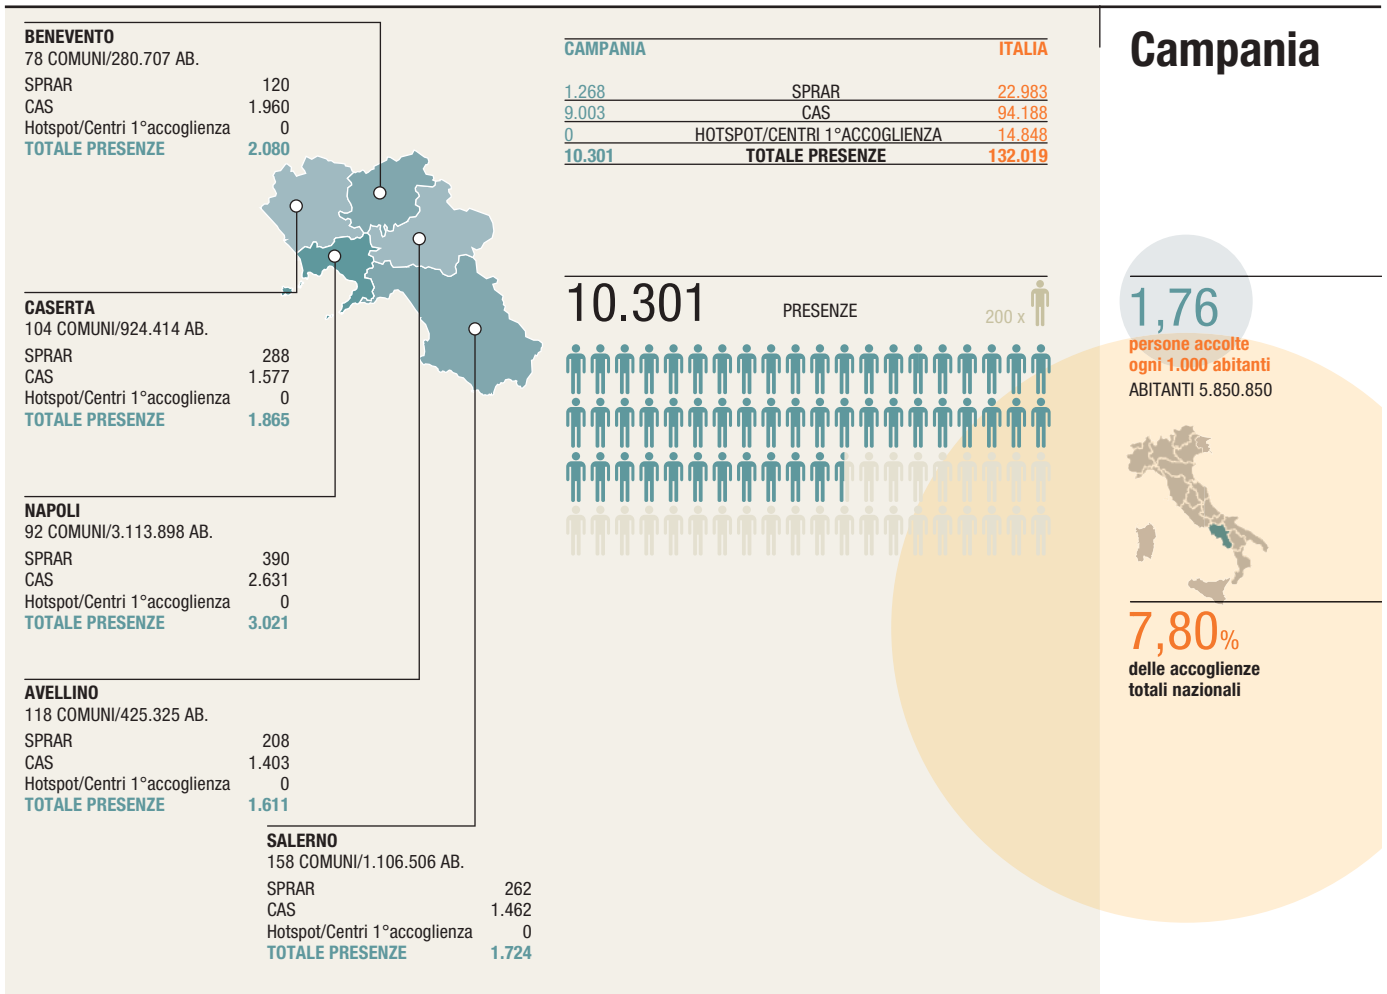 BENEVENTO
78 COMUNI/280.707 AB.
SPRAR 120
CAS 1.960
Hotspot/Centri 1°accoglienza 0
TOTALE PRESENZE 2.080
CASERTA
104 COMUNI/924.414 AB.
SPRAR 288
CAS 1.577
Hotspot/Centri 1°accoglienza 0
TOTALE PRESENZE 1.865
NAPOLI
92 COMUNI/3.113.898 AB.
SPRAR 390
CAS 2.631
Hotspot/Centri 1°accoglienza 0
TOTALE PRESENZE 3.021
AVELLINO
118 COMUNI/425.325 AB.
SPRAR 208
CAS 1.403
Hotspot/Centri 1°accoglienza 0
TOTALE PRESENZE 1.611
SALERNO
158 COMUNI/1.106.506 AB.
SPRAR 262
CAS 1.462
Hotspot/Centri 1°accoglienza 0
TOTALE PRESENZE 1.724
CAMPANIA ITALIA
1.268 SPRAR 22.983
9.003 CAS 94.188
0 HOTSPOT/CENTRI 1°ACCOGLIENZA 14.848
10.301 TOTALE PRESENZE 132.019
10.301 PRESENZE 200 x
Campania
1,76
persone accolte
ogni 1.000 abitanti
ABITANTI 5.850.850
7,80%
delle accoglienze
totali nazionali